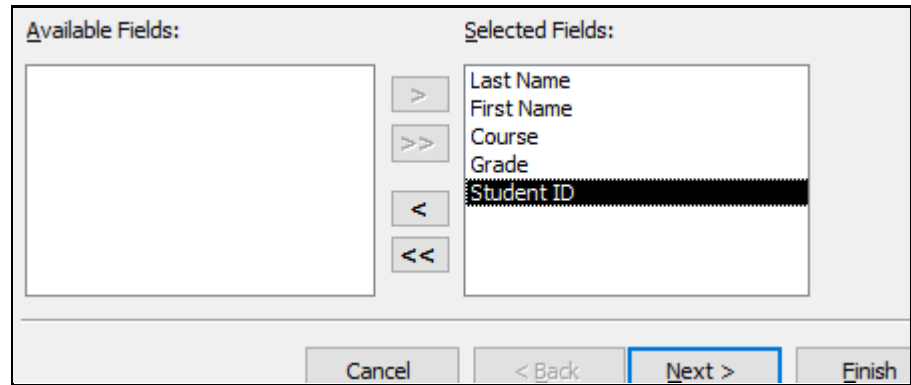 Available Fields:
Selected Fields:
>
>>
<
<<
Last Name
First Name
Course
Grade
Student ID
Cancel
< Back
Next >
Finish